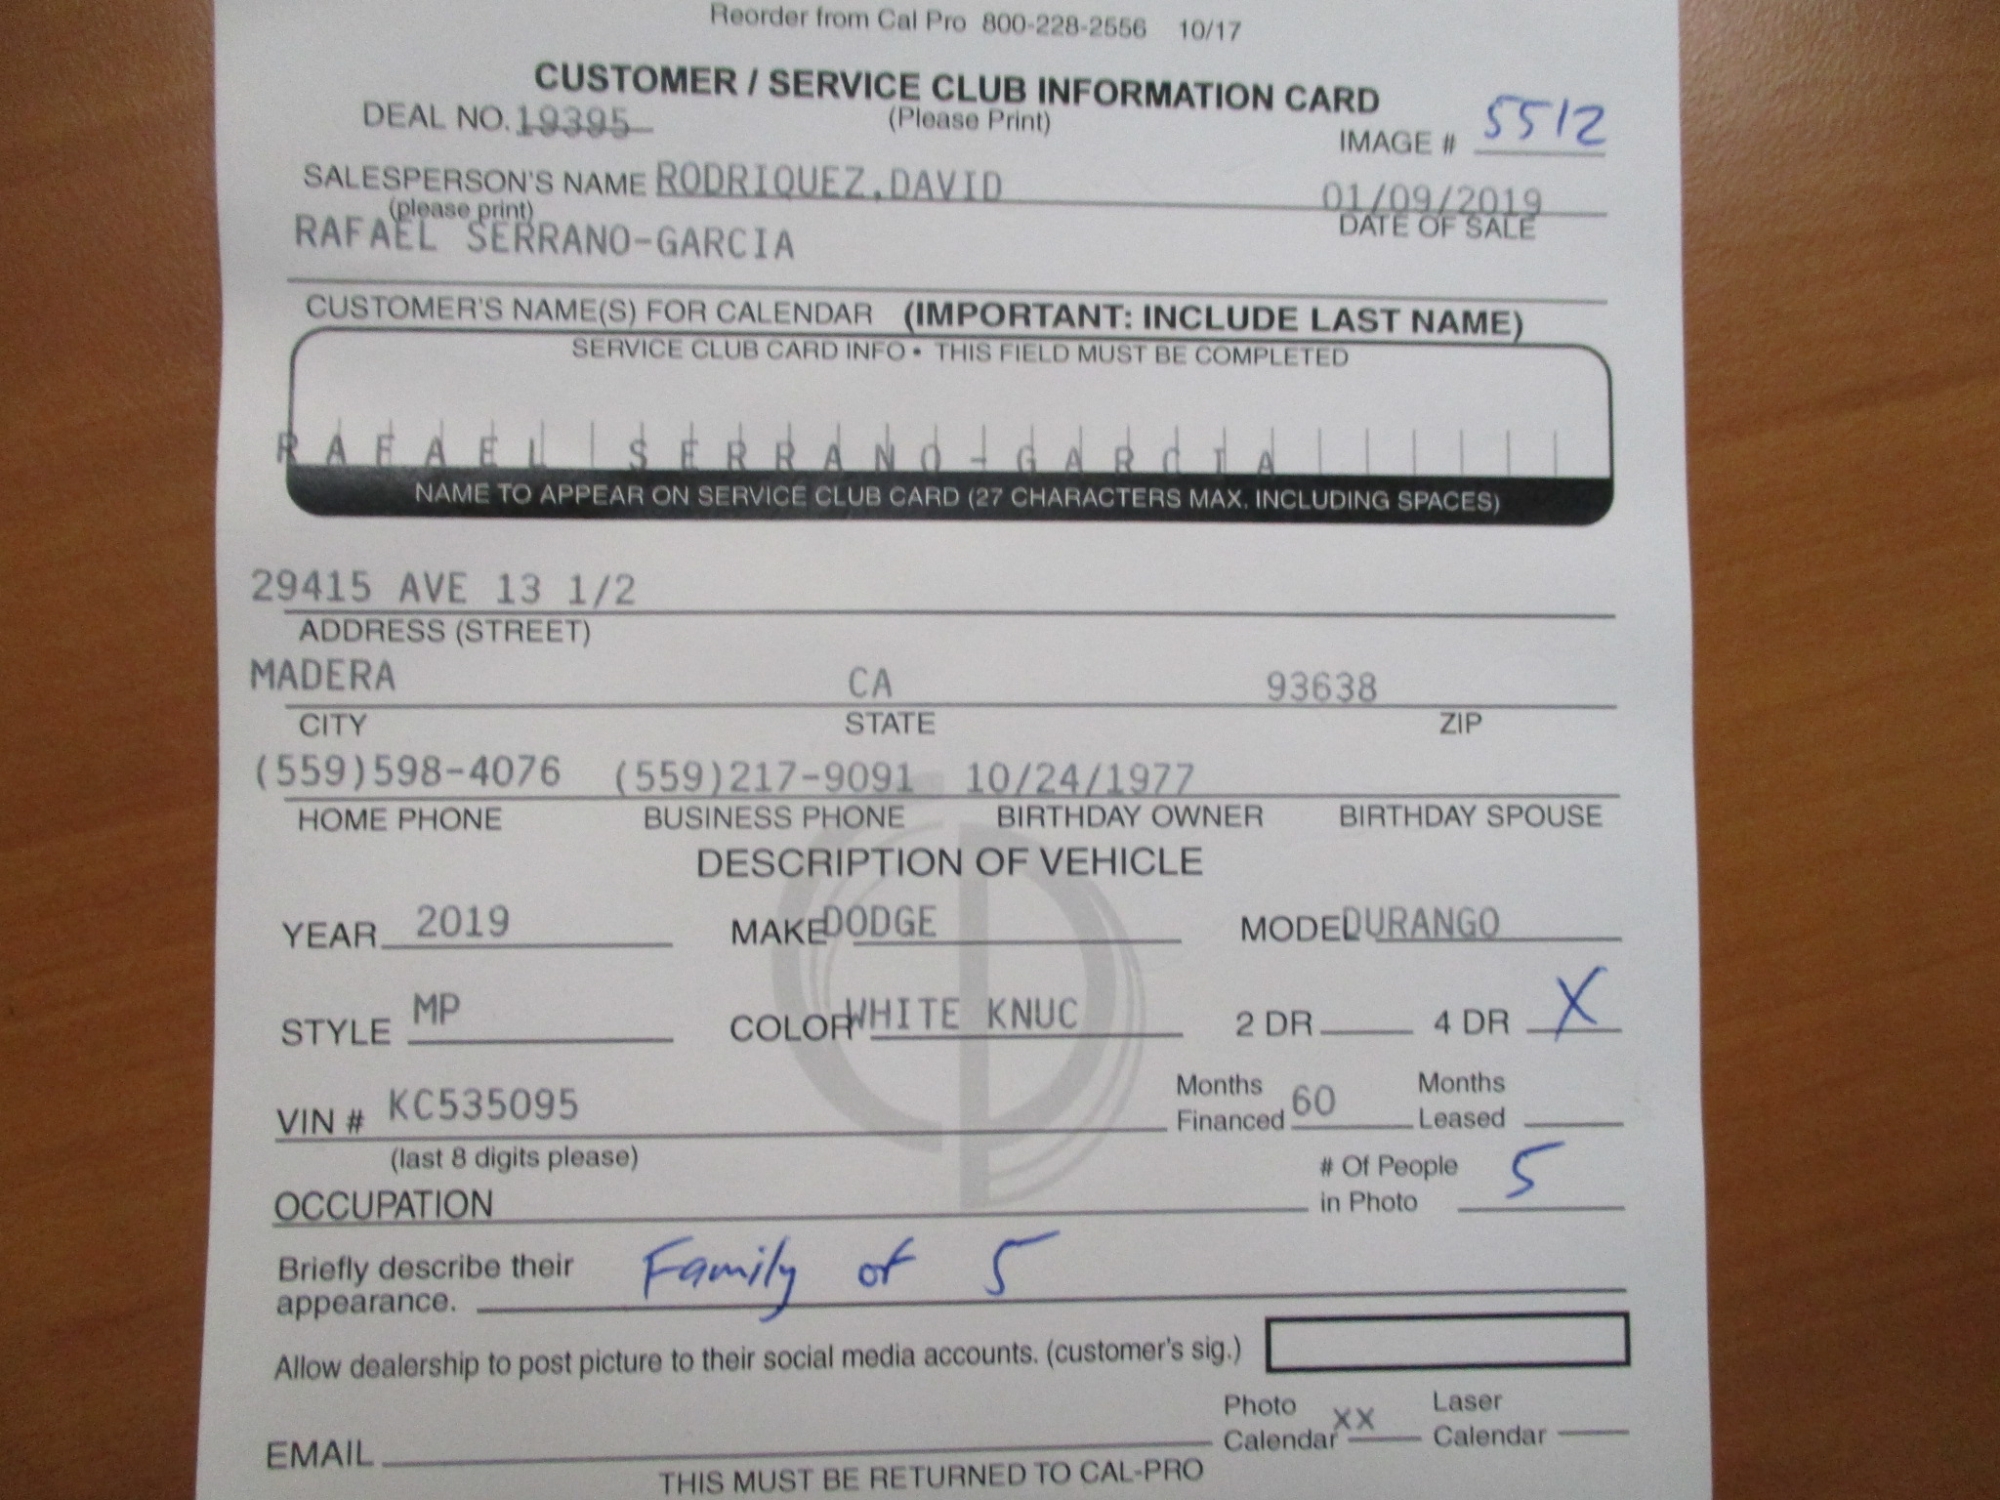 Reorder from Cal Pro 800-228-2556 10/17
CUSTOMER / SERVICE CLUB INFORMATION CARD
DEAL NO. 19395 (Please Print) IMAGE # 5512
SALESPERSON'S NAME RODRIQUEZ,DAVID 01/09/2019
(please print) DATE OF SALE
RAFAEL SERRANO-GARCIA
CUSTOMER'S NAME(S) FOR CALENDAR (IMPORTANT: INCLUDE LAST NAME)
SERVICE CLUB CARD INFO • THIS FIELD MUST BE COMPLETED
RAFAEL SERRANO-GARCIA
NAME TO APPEAR ON SERVICE CLUB CARD (27 CHARACTERS MAX. INCLUDING SPACES)
29415 AVE 13 1/2
ADDRESS (STREET)
MADERA CA 93638
CITY STATE ZIP
(559)598-4076 (559)217-9091 10/24/1977
HOME PHONE BUSINESS PHONE BIRTHDAY OWNER BIRTHDAY SPOUSE
DESCRIPTION OF VEHICLE
YEAR 2019 MAKE DODGE MODEL DURANGO
STYLE MP COLOR WHITE KNUC 2 DR 4 DR X
VIN # KC535095 Months Financed 60 Months Leased
(last 8 digits please) # Of People in Photo 5
OCCUPATION
Briefly describe their appearance. Family of 5
Allow dealership to post picture to their social media accounts. (customer's sig.)
EMAIL Photo Calendar XX Laser Calendar
THIS MUST BE RETURNED TO CAL-PRO